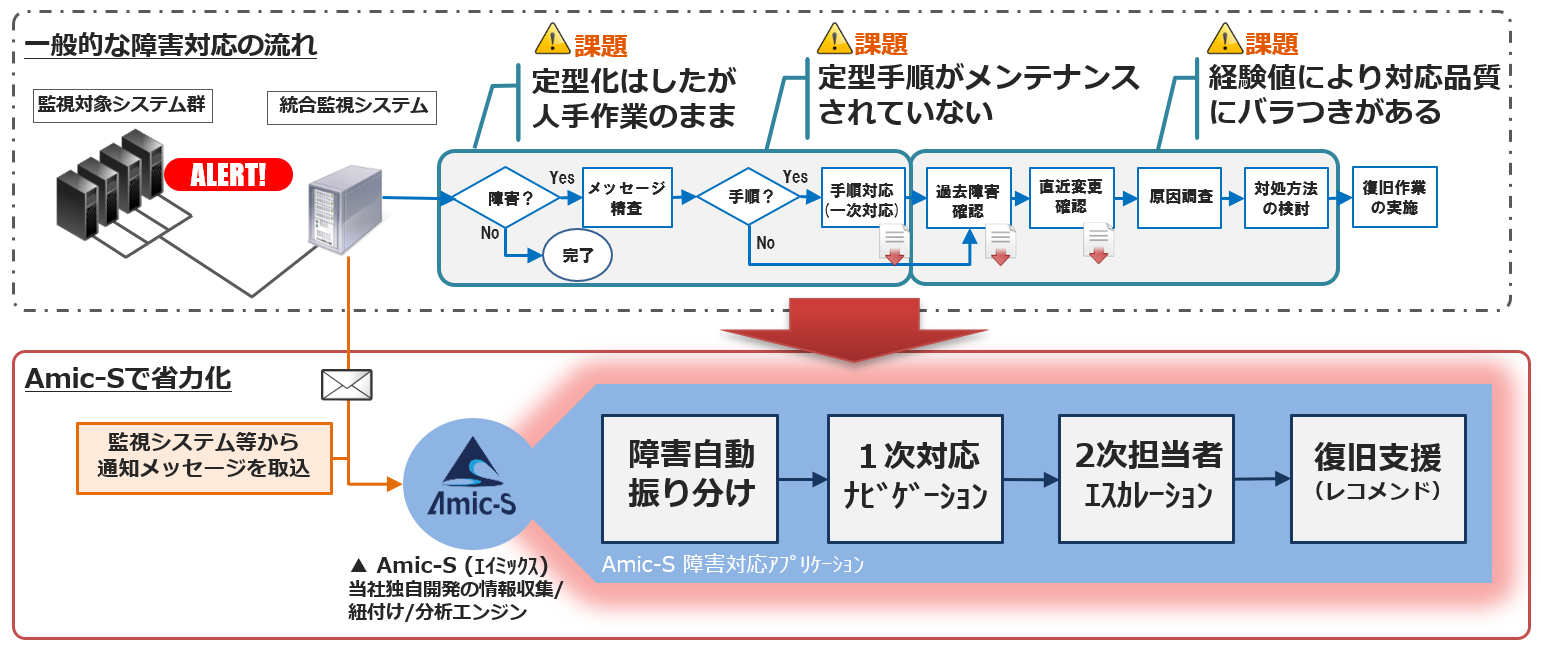 一般的な障害対応の流れ
監視対象システム群
統合監視システム
ALERT!
課題
定型化はしたが
人手作業のまま
課題
定型手順がメンテナンス
されていない
課題
経験値により対応品質
にバラつきがある
障害？
Yes
No
完了
メッセージ
精査
手順？
Yes
No
手順対応
(一次対応)
過去障害
確認
直近変更
確認
原因調査
対処方法
の検討
復旧作業
の実施
Amic-Sで省力化
監視システム等から
通知メッセージを取込
Amic-S
▲ Amic-S (ｴｲﾐｯｸｽ)
当社独自開発の情報収集/
紐付け/分析エンジン
障害自動
振り分け
１次対応
ﾅﾋﾞｹﾞｰｼｮﾝ
2次担当者
ｴｽｶﾚｰｼｮﾝ
復旧支援
（レコメンド）
Amic-S 障害対応ｱﾌﾟﾘｹｰｼｮﾝ